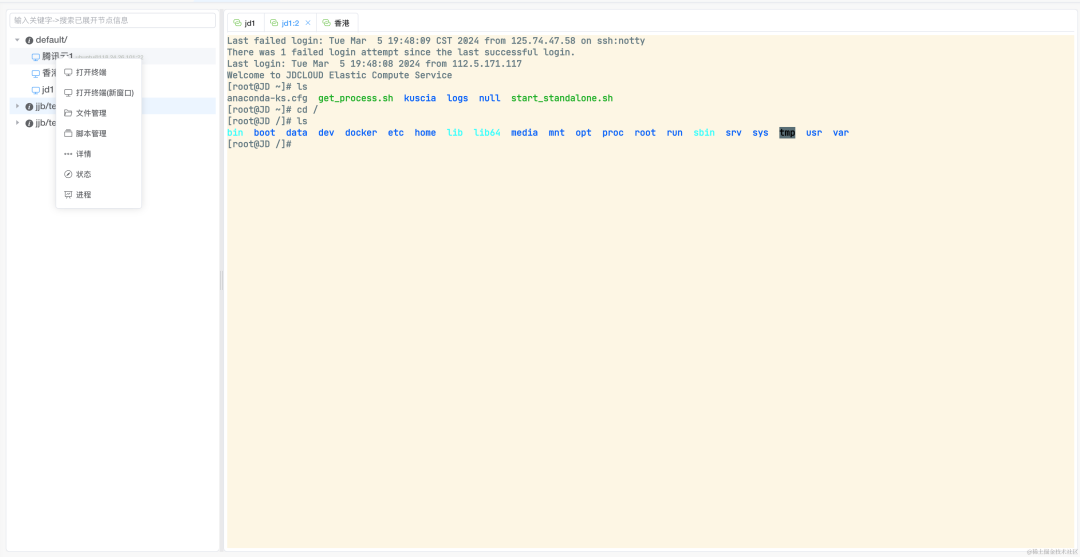 输入关键字->搜索已展开节点信息
default/
腾讯云1
香港
jd1
jjb/te
jjb/te
打开终端
打开终端(新窗口)
文件管理
脚本管理
详情
状态
进程
jd1 jd1:2 香港
Last failed login: Tue Mar  5 19:48:09 CST 2024 from 125.74.47.58 on ssh:notty
There was 1 failed login attempt since the last successful login.
Last login: Tue Mar  5 19:48:08 2024 from 112.5.171.117
Welcome to JDCLOUD Elastic Compute Service
[root@JD ~]# ls
anaconda-ks.cfg  get_process.sh  kuscia  logs  null  start_standalone.sh
[root@JD ~]# cd /
[root@JD /]# ls
bin  boot  data  dev  docker  etc  home  lib  lib64  media  mnt  opt  proc  root  run  sbin  srv  sys  tmp  usr  var
[root@JD /]#
@稀土掘金技术社区